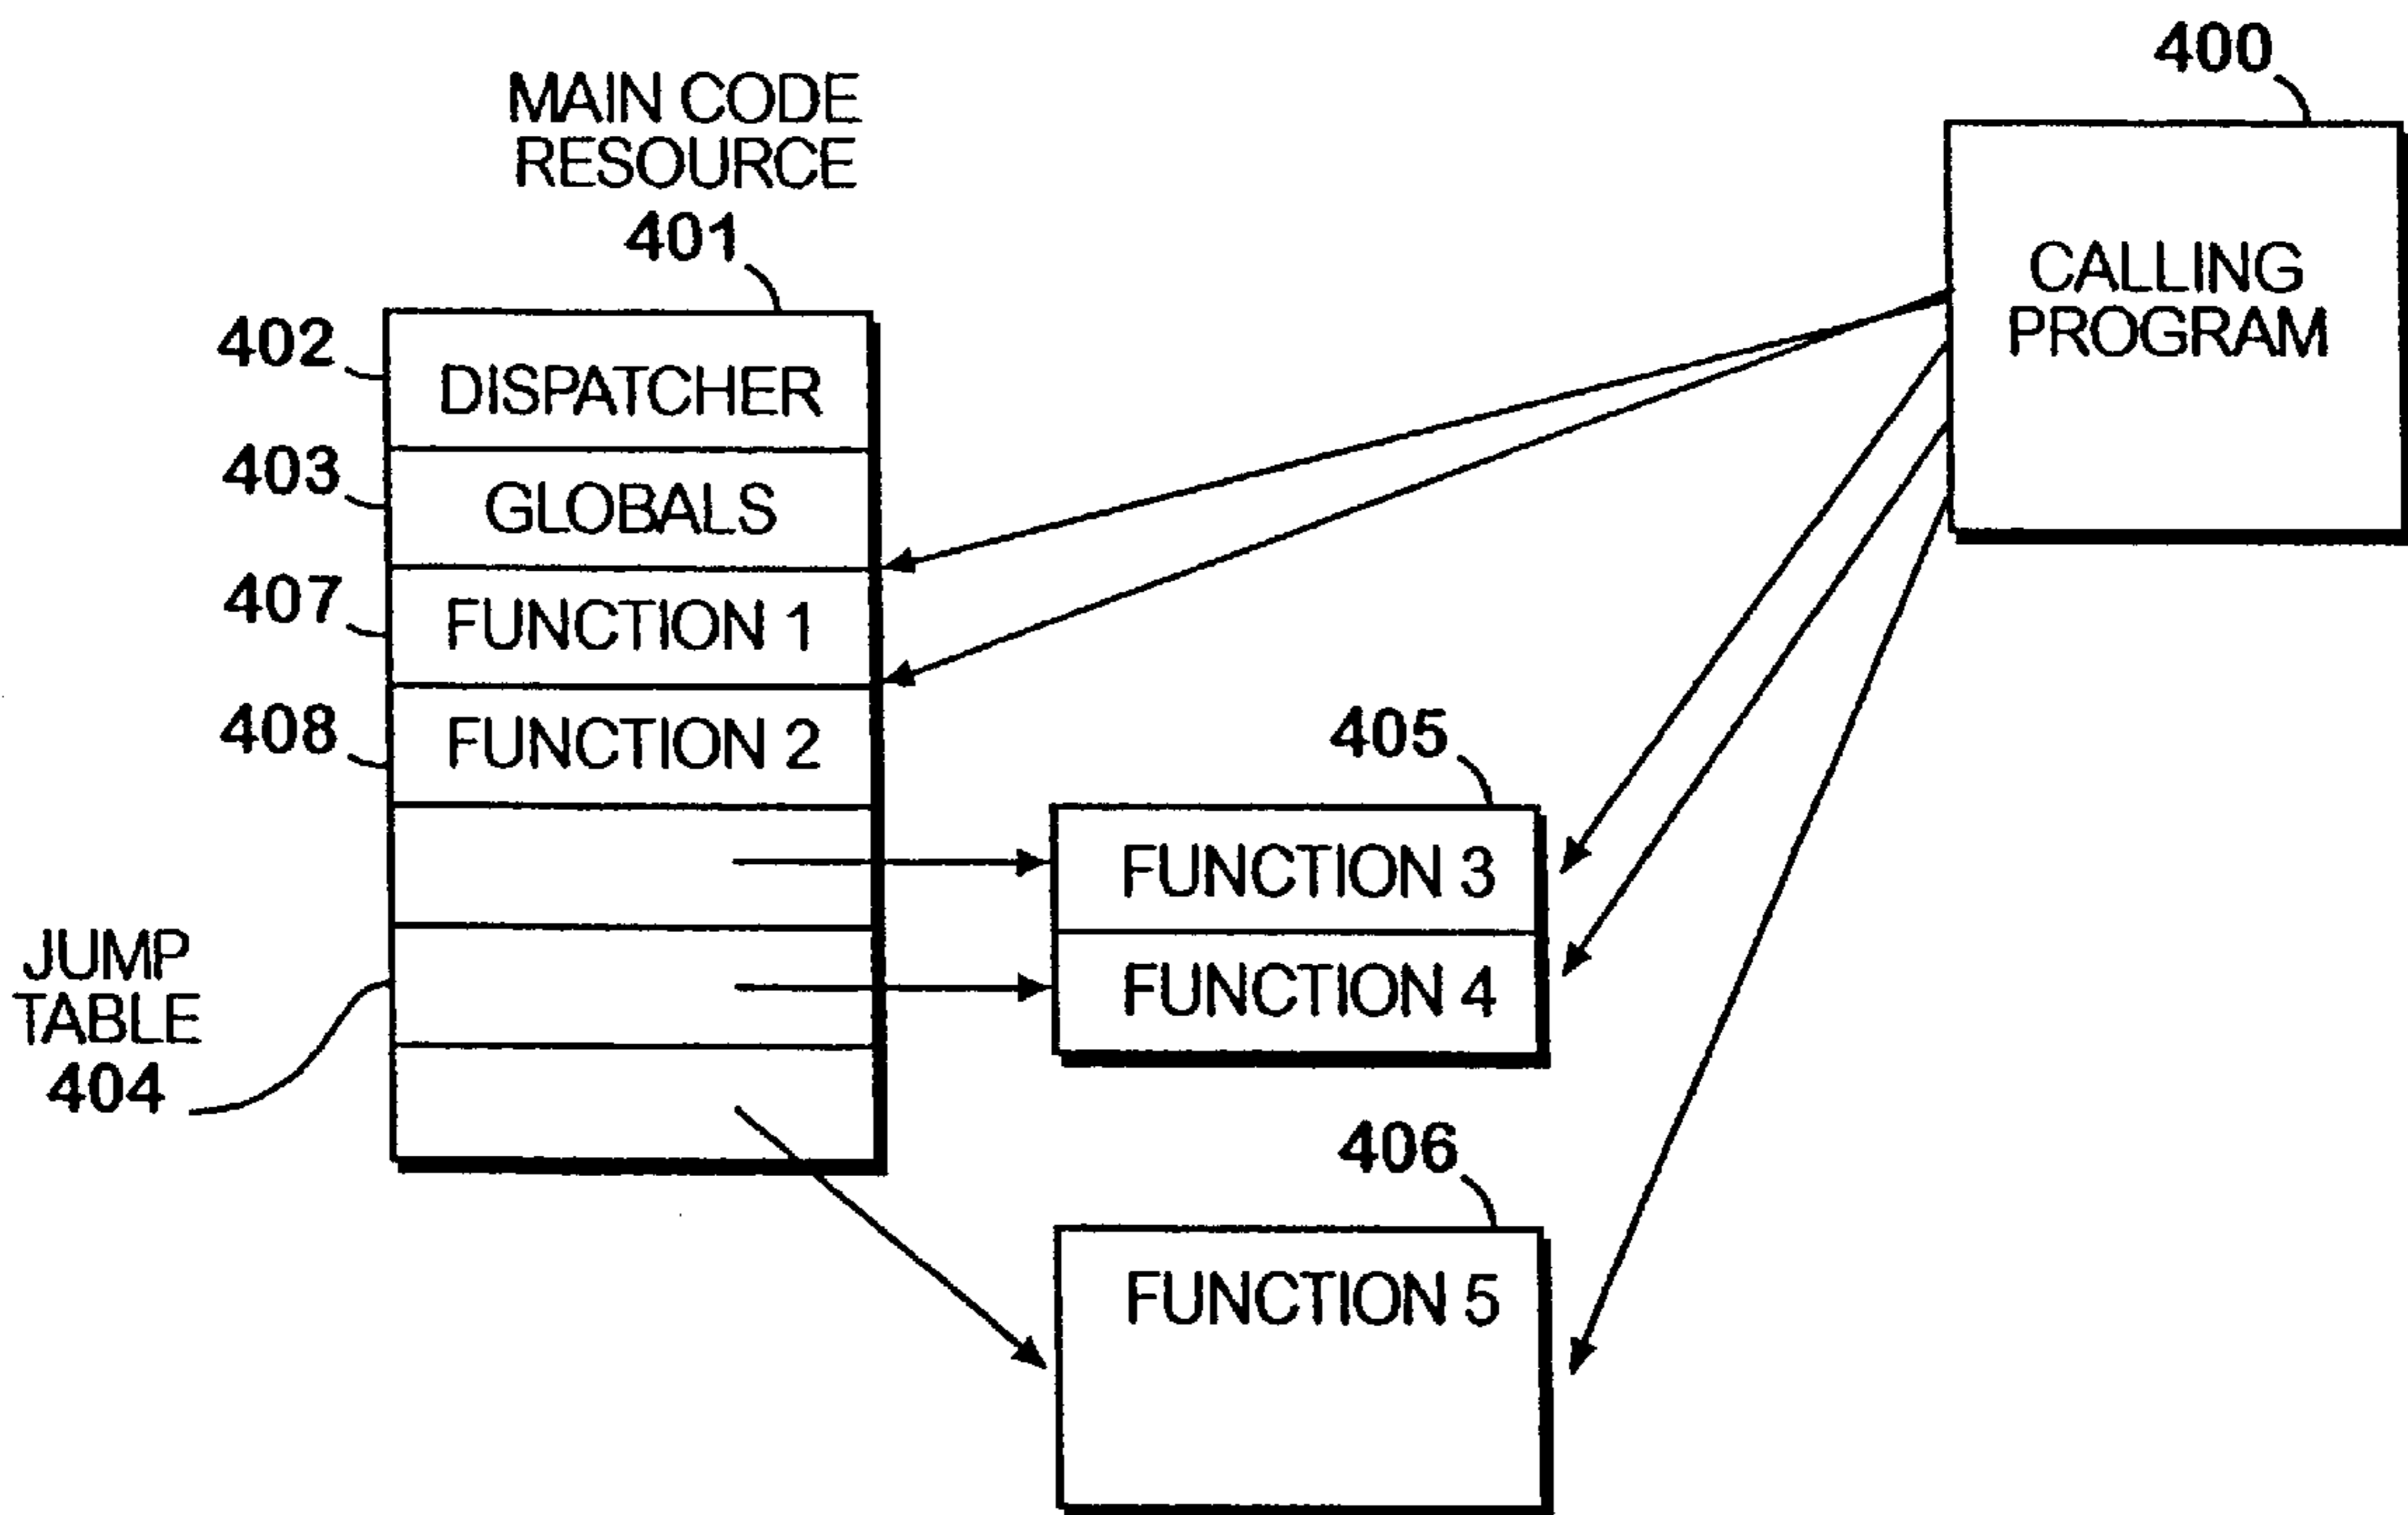 400
MAIN CODE
RESOURCE
401
CALLING
PROGRAM
402
DISPATCHER
403
GLOBALS
407
FUNCTION 1
408
FUNCTION 2
405
FUNCTION 3
JUMP
TABLE
404
FUNCTION 4
406
FUNCTION 5